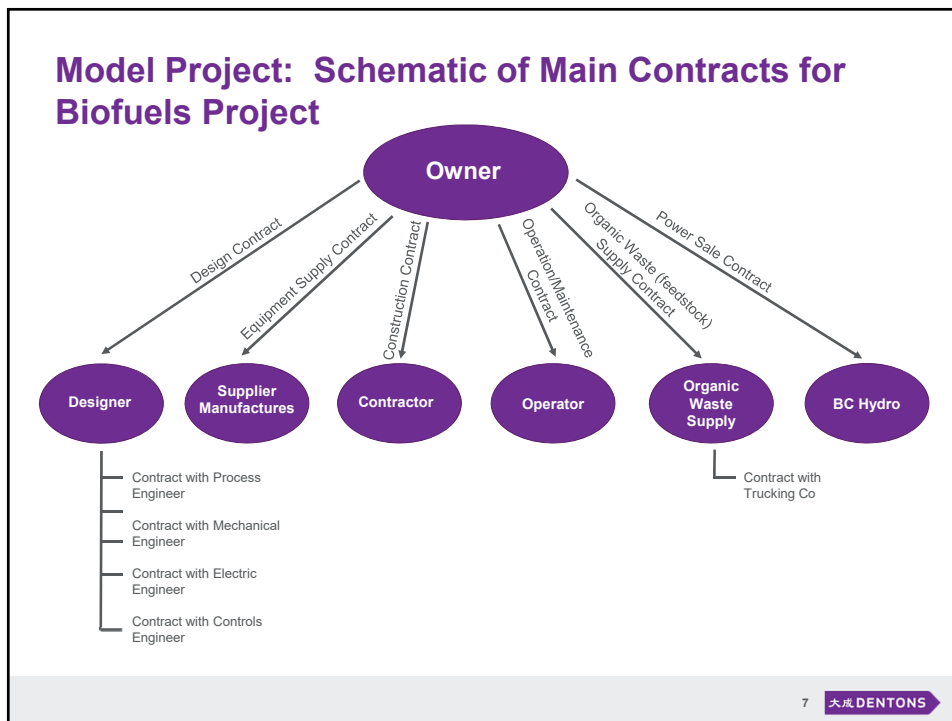 Model Project:  Schematic of Main Contracts for
Biofuels Project
Owner
Design Contract
Equipment Supply Contract
Construction Contract
Operation/Maintenance
Contract
Organic Waste (feedstock)
Supply Contract
Power Sale Contract
Designer
Supplier
Manufactures
Contractor
Operator
Organic
Waste
Supply
BC Hydro
Contract with Process
Engineer
Contract with Mechanical
Engineer
Contract with Electric
Engineer
Contract with Controls
Engineer
Contract with
Trucking Co
7
大成 DENTONS